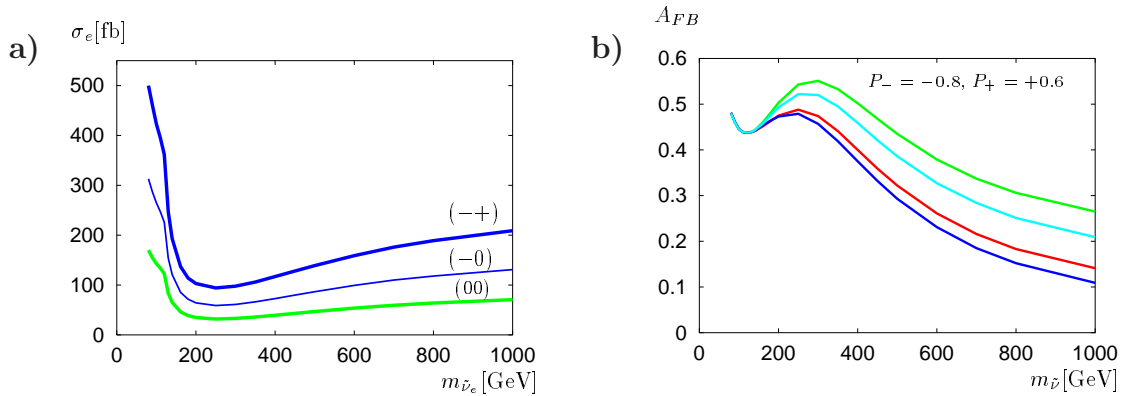 a)
σ_e[fb]
500
400
300
200
100
0
(−+)
(−0)
(00)
0 200 400 600 800 1000
m_ν̃_e[GeV]
b)
A_FB
0.6
0.5
0.4
0.3
0.2
0.1
0
P_− = −0.8, P_+ = +0.6
0 200 400 600 800 1000
m_ν̃[GeV]